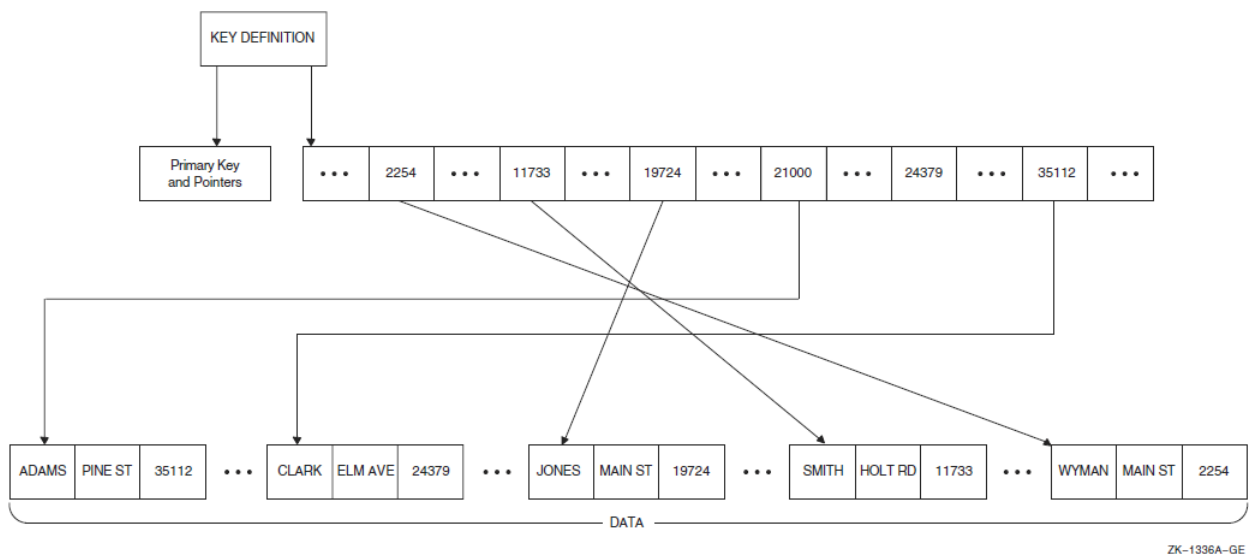 KEY DEFINITION
Primary Key
and Pointers
••• 2254 ••• 11733 ••• 19724 ••• 21000 ••• 24379 ••• 35112 •••
ADAMS PINE ST 35112 ••• CLARK ELM AVE 24379 ••• JONES MAIN ST 19724 ••• SMITH HOLT RD 11733 ••• WYMAN MAIN ST 2254
DATA
ZK–1336A–GE